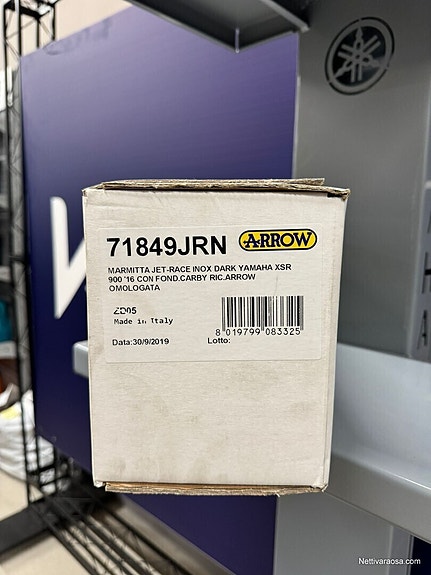 71849JRN ARROW
MARMITTA JET-RACE INOX DARK YAMAHA XSR
900 '16 CON FOND.CARBY RIC.ARROW
OMOLOGATA
ZD05
Made in Italy
8 019799 083325
Data:30/9/2019 Lotto:
Nettivaraosa.com